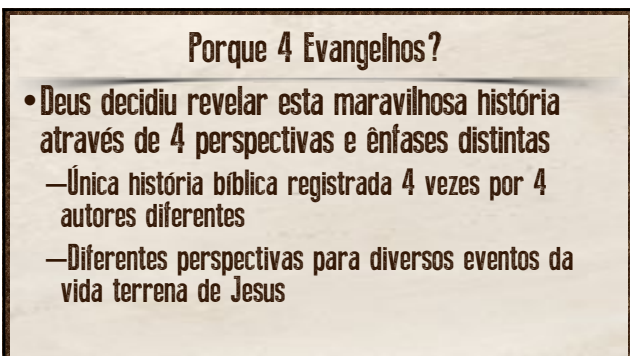 Porque 4 Evangelhos?
•Deus decidiu revelar esta maravilhosa história
através de 4 perspectivas e ênfases distintas
–Única história bíblica registrada 4 vezes por 4
autores diferentes
–Diferentes perspectivas para diversos eventos da
vida terrena de Jesus